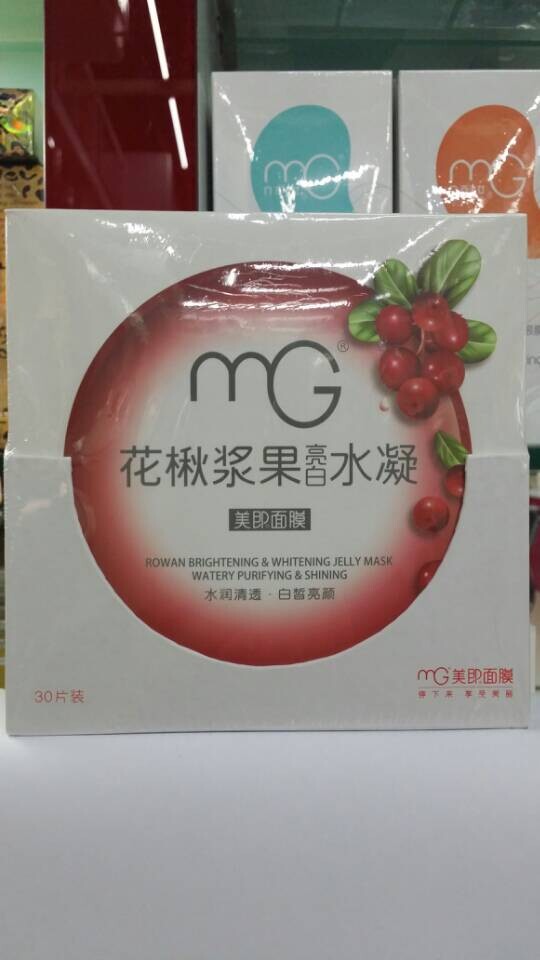 mG
mG
mG®
花楸浆果亮白水凝
美即面膜
ROWAN BRIGHTENING & WHITENING JELLY MASK
WATERY PURIFYING & SHINING
水润清透·白皙亮颜
30片装
mG美即面膜
停下来 享受美丽